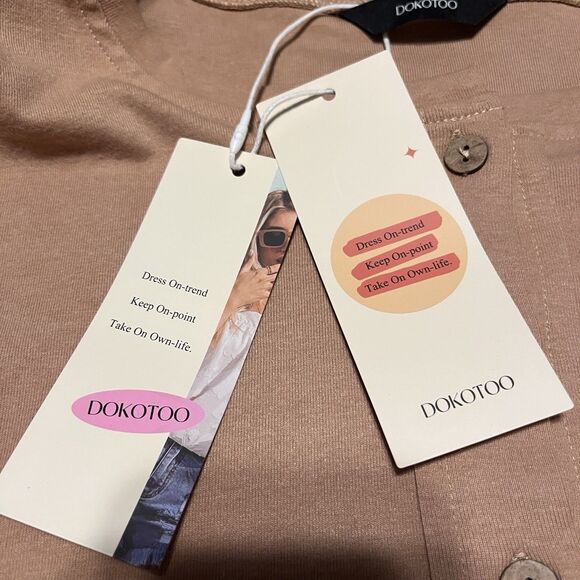 DOKOTOO
Dress On-trend
Keep On-point
Take On Own-life.
DOKOTOO
Dress On-trend
Keep On-point
Take On Own-life.
DOKOTOO